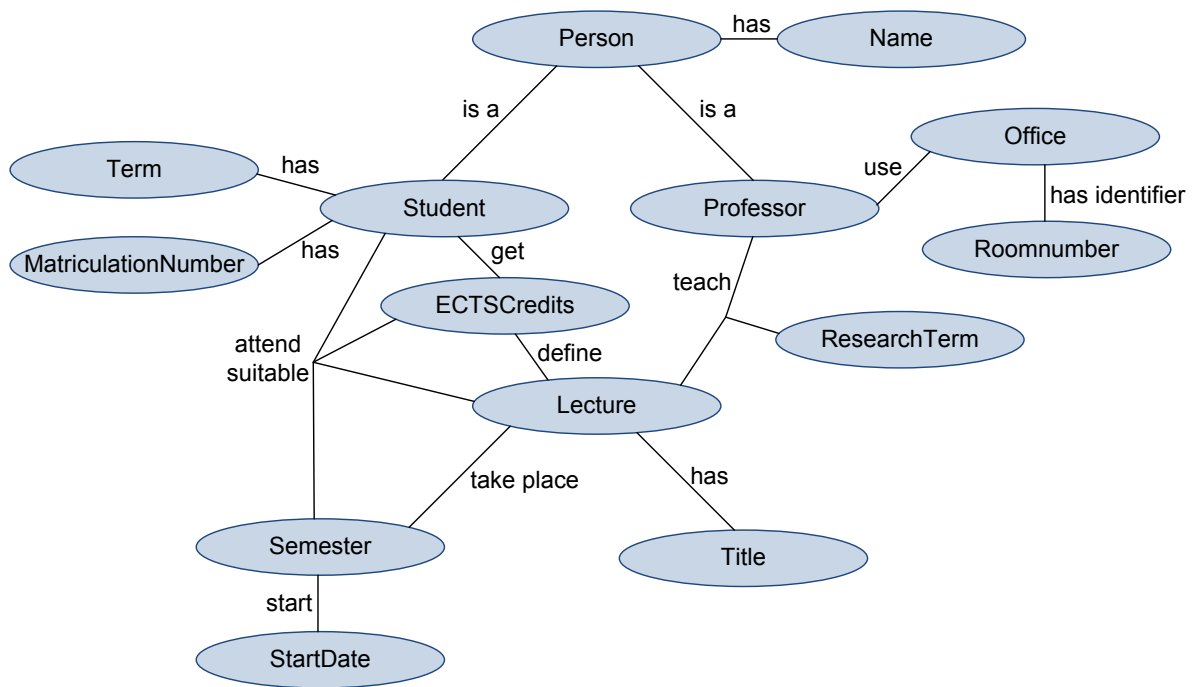 Person
has
Name
is a
is a
Office
Term
has
use
has identifier
Student
Professor
MatriculationNumber
has
get
Roomnumber
teach
ECTSCredits
attend
suitable
define
ResearchTerm
Lecture
take place
has
Semester
Title
start
StartDate